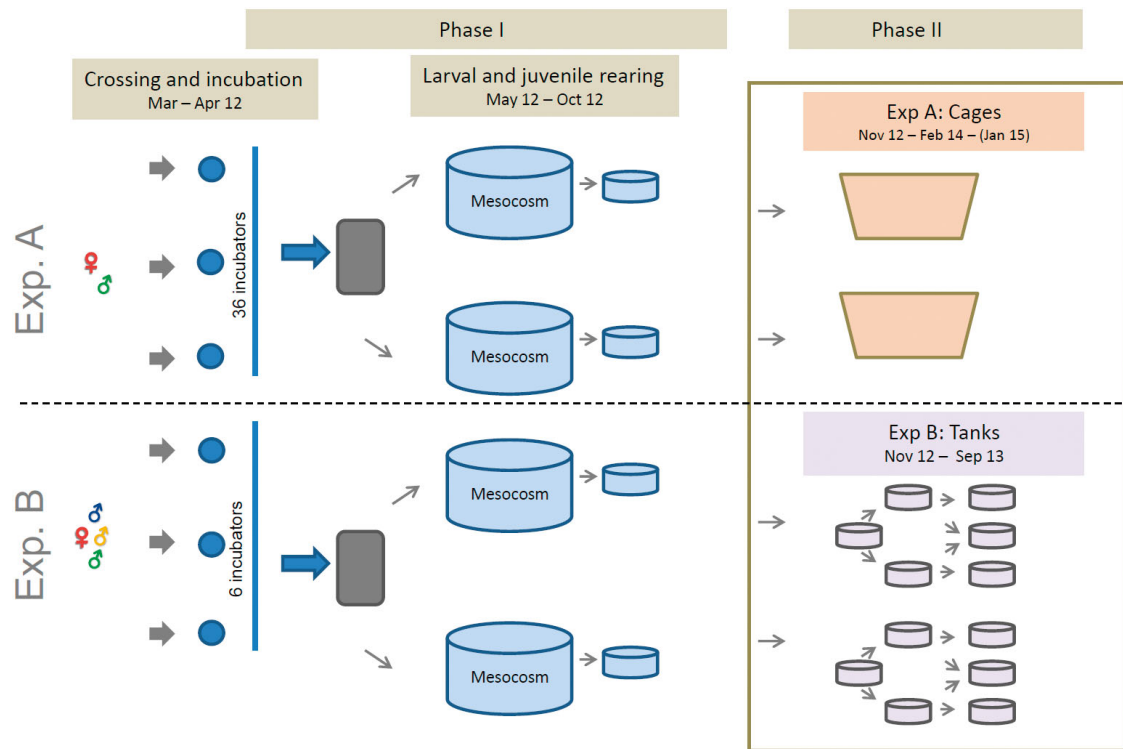 Phase I
Phase II
Crossing and incubation
Mar – Apr 12
Larval and juvenile rearing
May 12 – Oct 12
Exp A: Cages
Nov 12 – Feb 14 – (Jan 15)
Exp. A
♀
♂
36 incubators
Mesocosm
Mesocosm
Exp B: Tanks
Nov 12 – Sep 13
Exp. B
♂
♀ ♂
♂
6 incubators
Mesocosm
Mesocosm